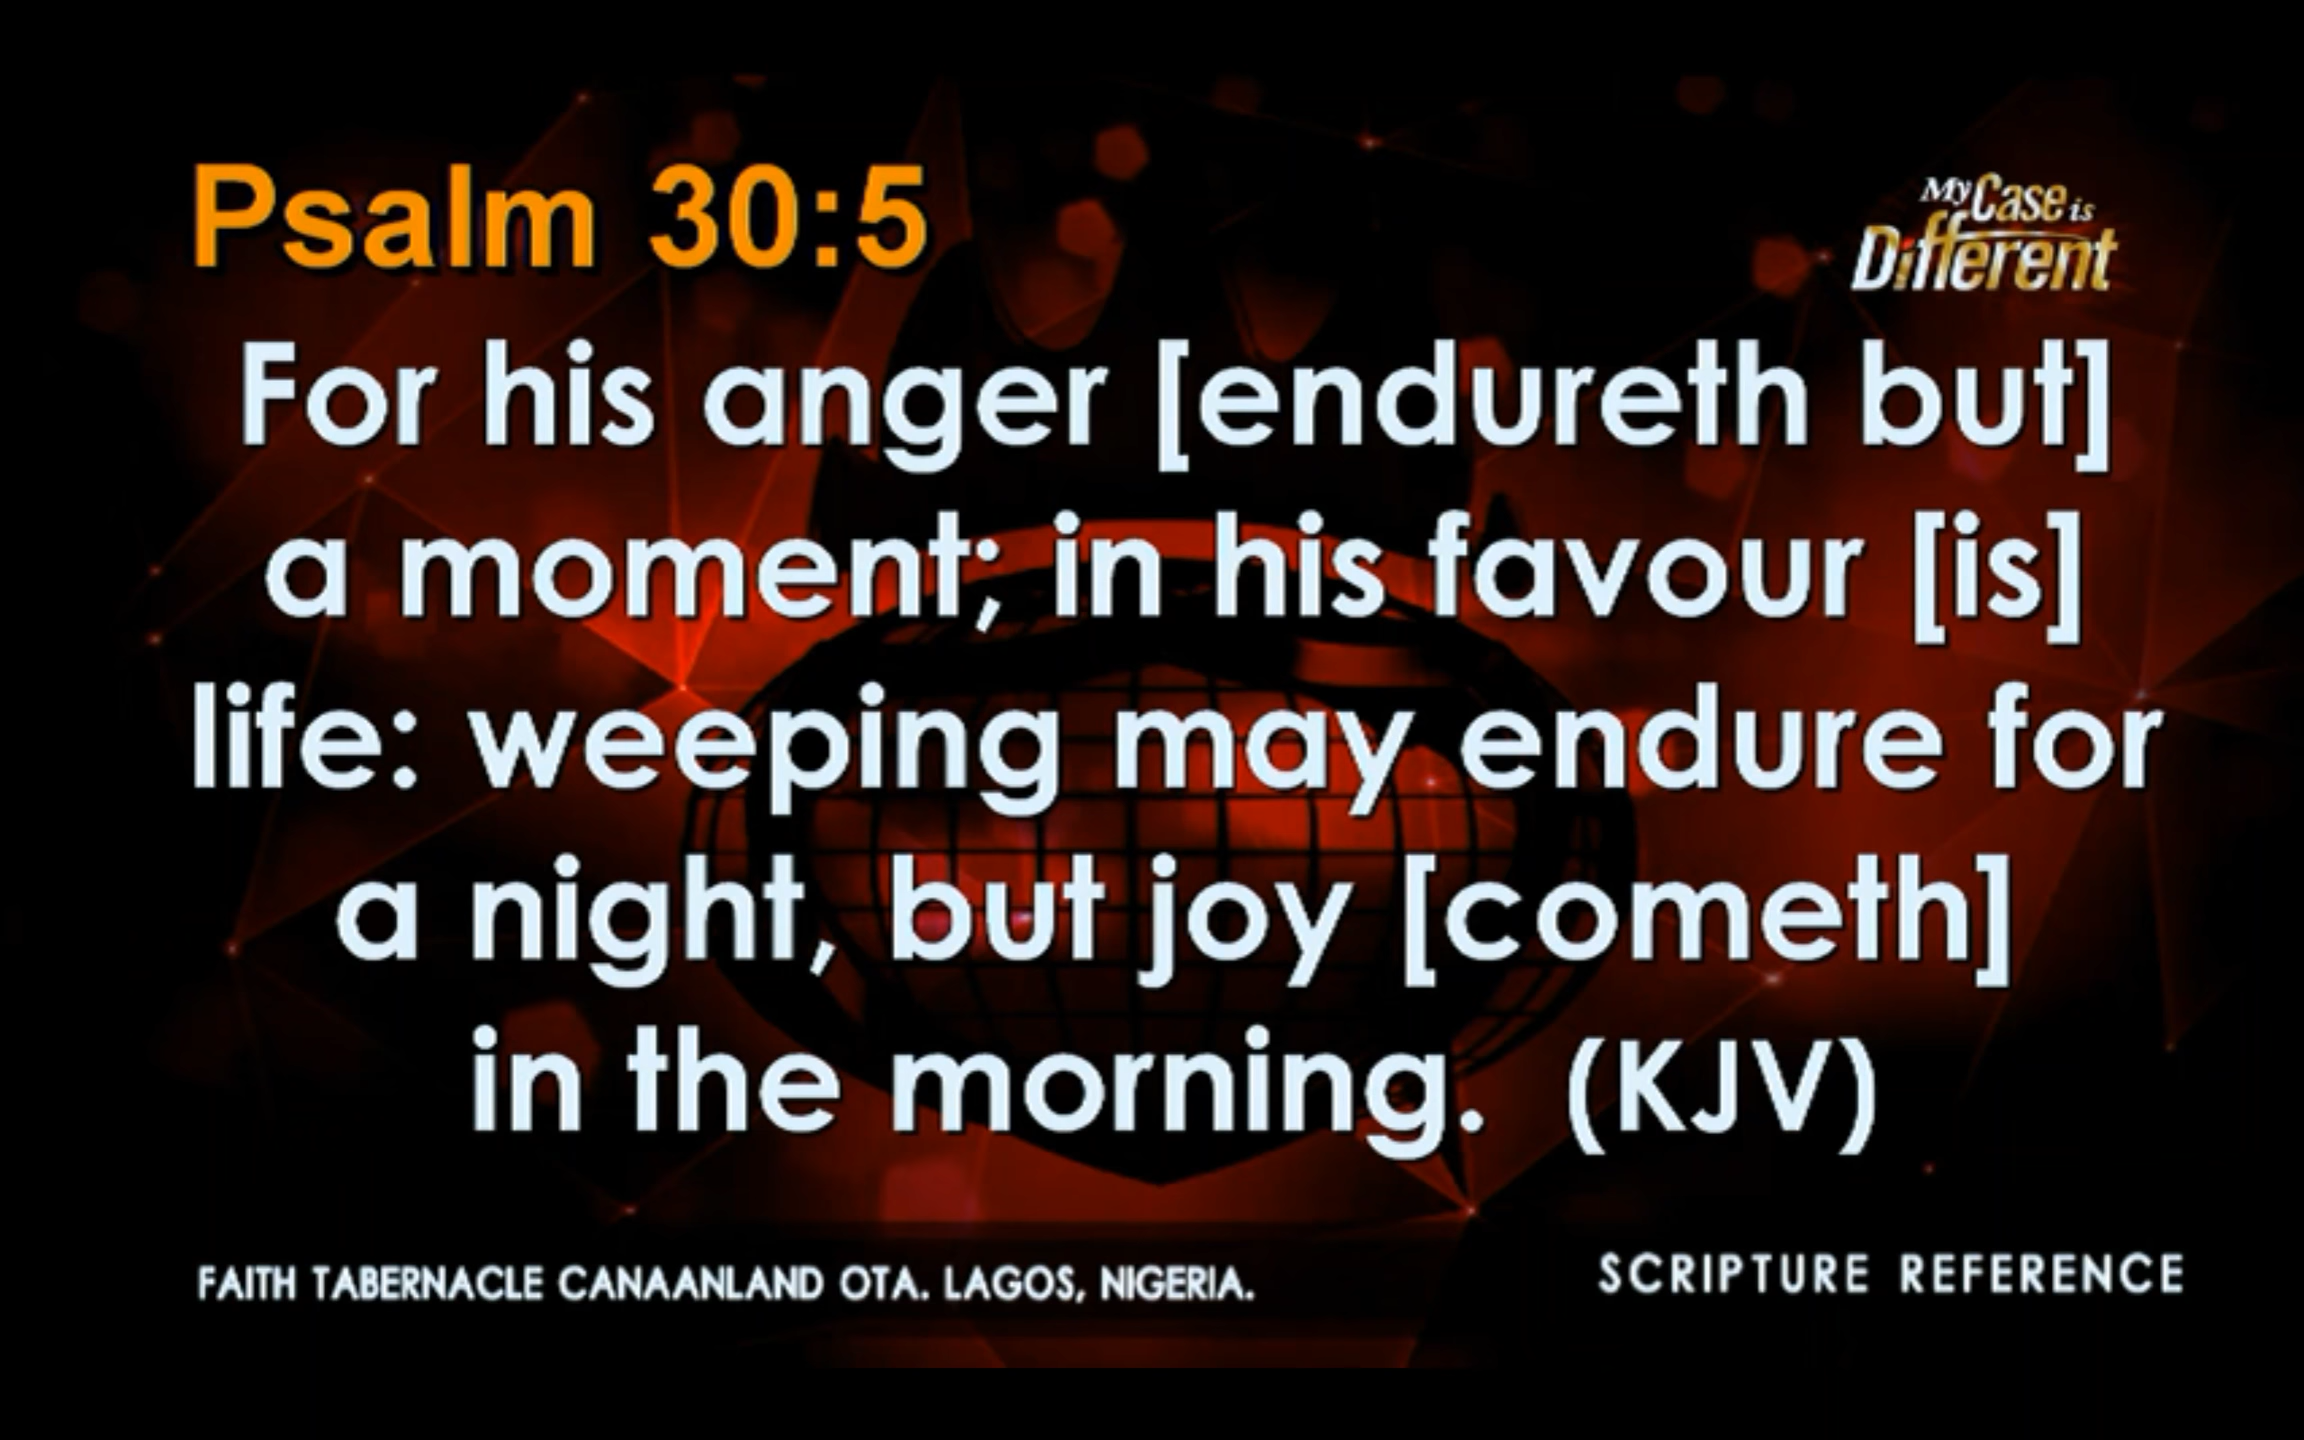 Psalm 30:5
My Case is
Different
For his anger [endureth but]
a moment; in his favour [is]
life: weeping may endure for
a night, but joy [cometh]
in the morning.  (KJV)
FAITH TABERNACLE CANAANLAND OTA. LAGOS, NIGERIA.
SCRIPTURE REFERENCE